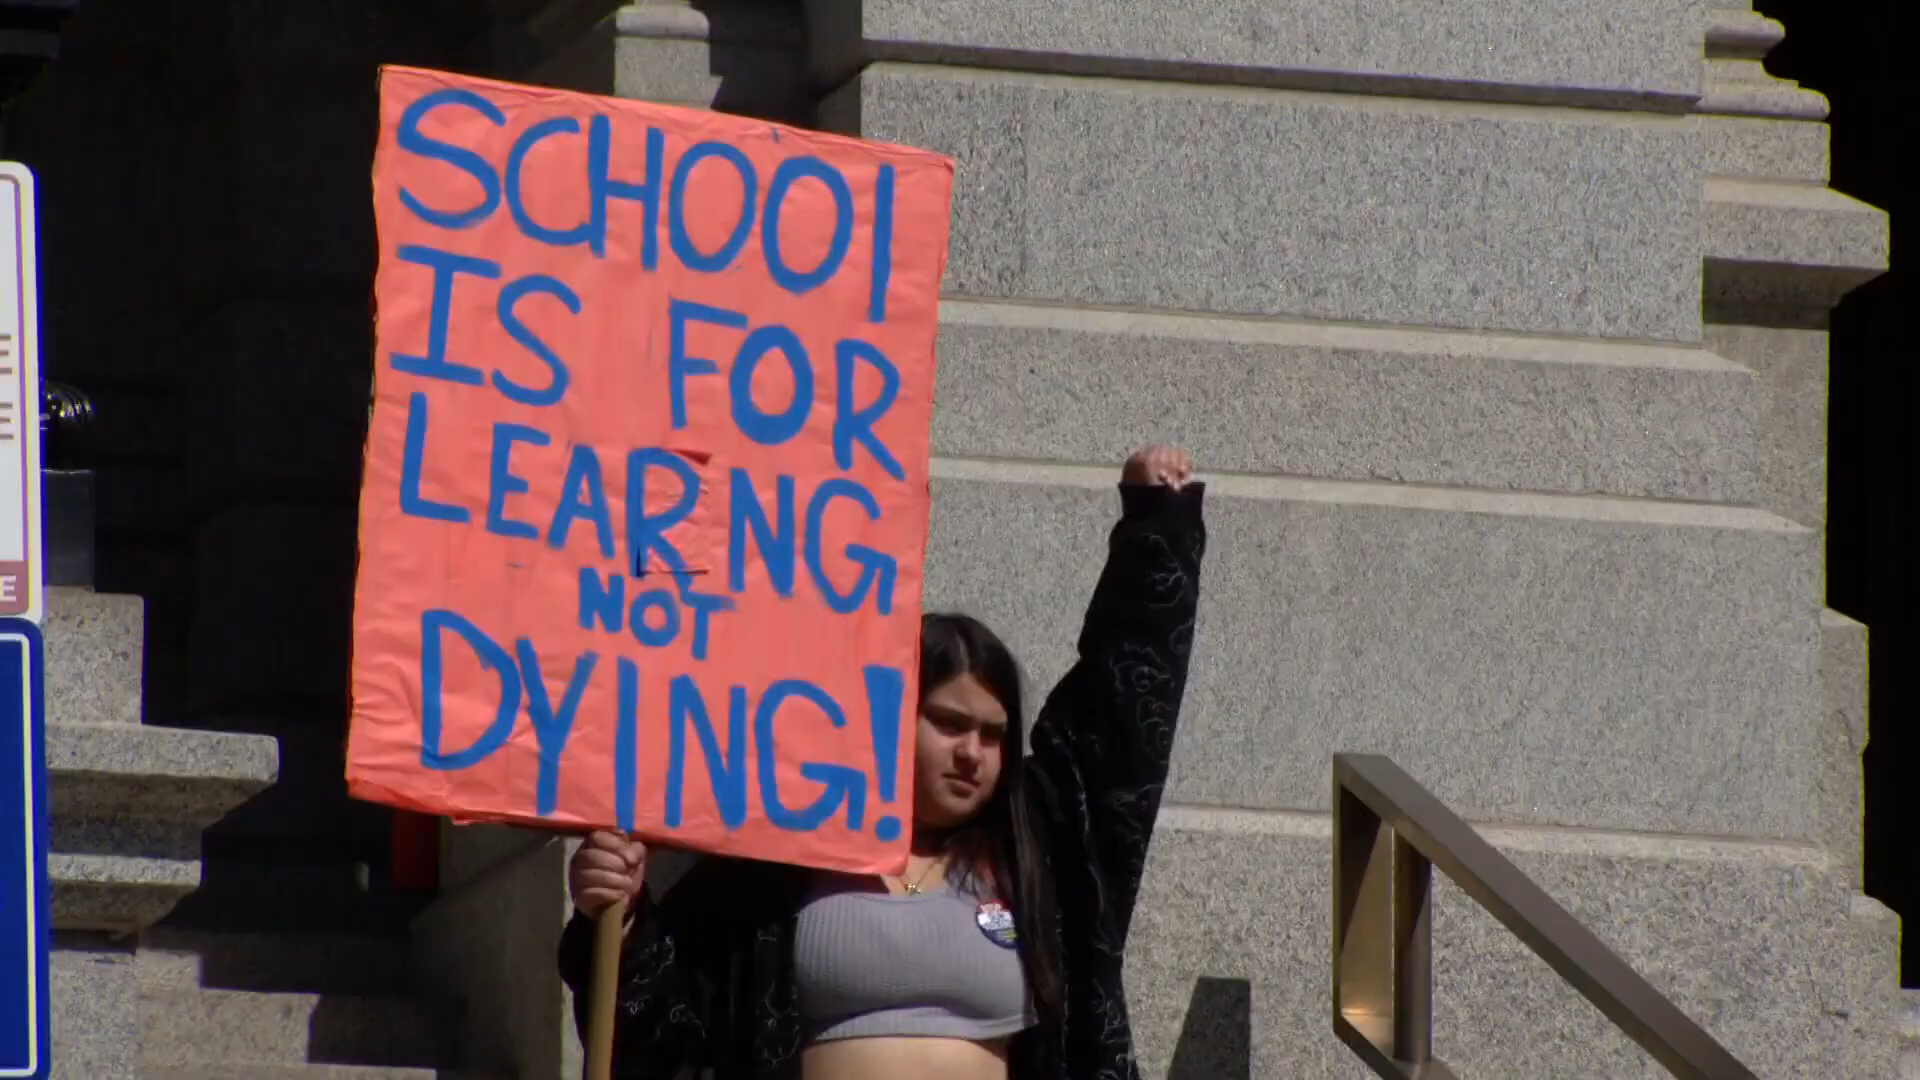 SCHOOl
IS FOR
LEARNG
NOT
DYING!
E
E
E